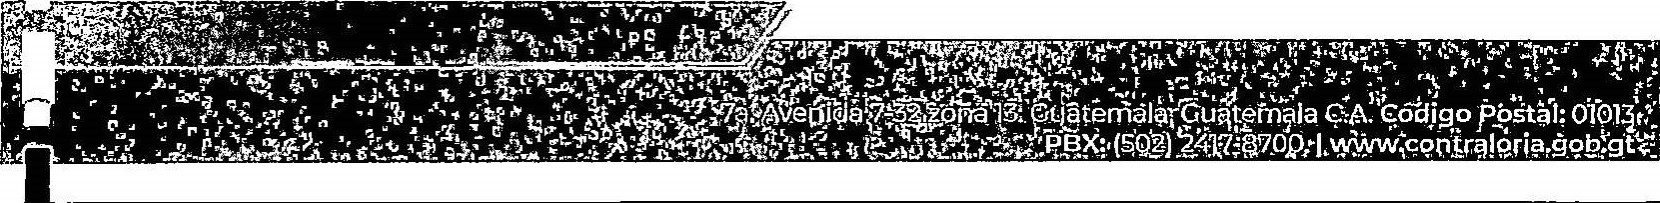 7a. Avenida 7-32 zona 13. Guatemala, Guatemala C.A. Código Postal: 01013
PBX: (502) 2417-8700 | www.contraloria.gob.gt